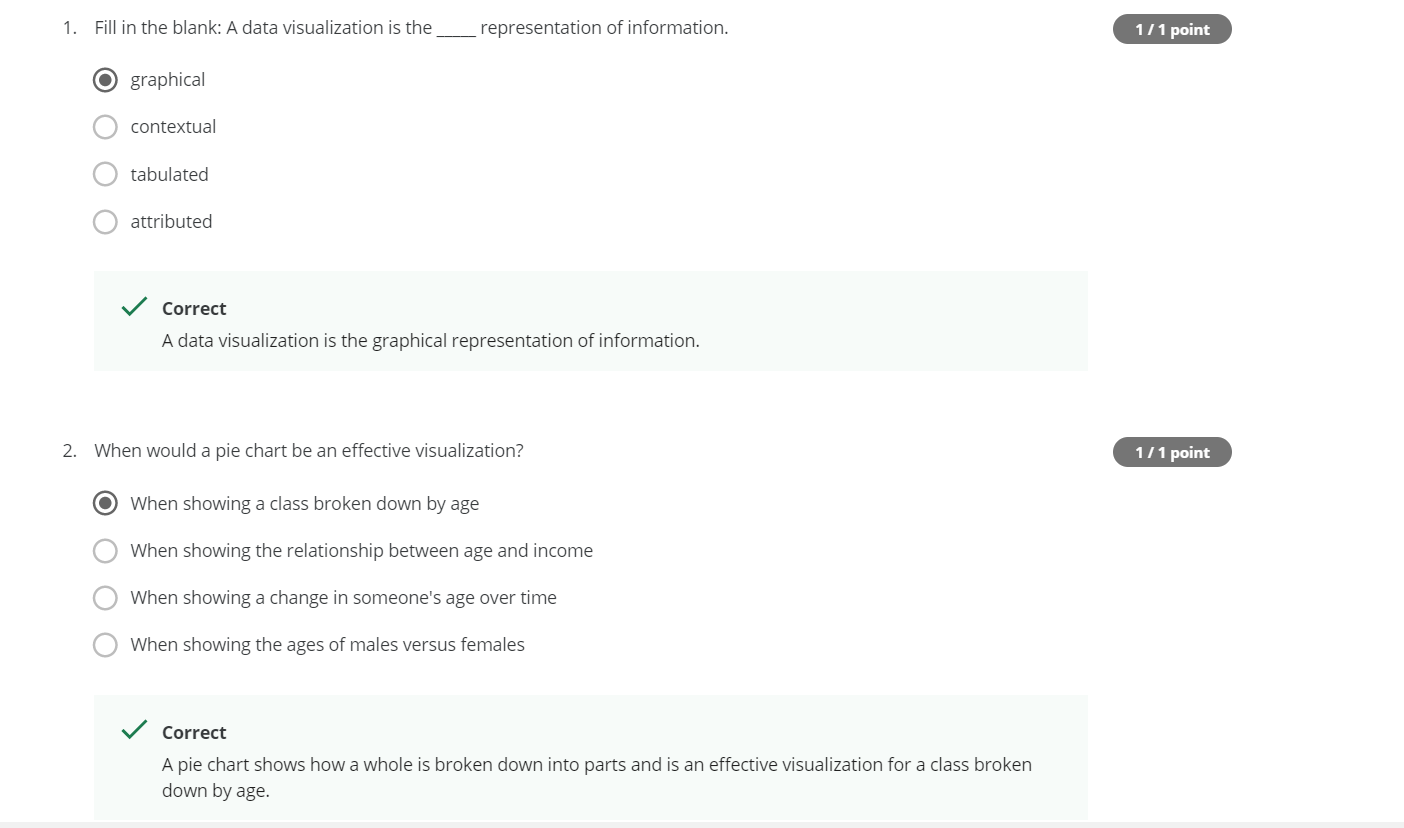 1. Fill in the blank: A data visualization is the _____ representation of information.
1 / 1 point
graphical
contextual
tabulated
attributed
Correct
A data visualization is the graphical representation of information.
2. When would a pie chart be an effective visualization?
1 / 1 point
When showing a class broken down by age
When showing the relationship between age and income
When showing a change in someone's age over time
When showing the ages of males versus females
Correct
A pie chart shows how a whole is broken down into parts and is an effective visualization for a class broken
down by age.